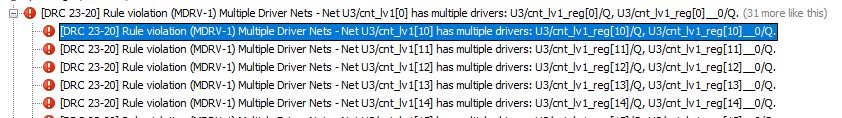 [DRC 23-20] Rule violation (MDRV-1) Multiple Driver Nets - Net U3/cnt_lv1[0] has multiple drivers: U3/cnt_lv1_reg[0]/Q, U3/cnt_lv1_reg[0]__0/Q. (31 more like this)
[DRC 23-20] Rule violation (MDRV-1) Multiple Driver Nets - Net U3/cnt_lv1[10] has multiple drivers: U3/cnt_lv1_reg[10]/Q, U3/cnt_lv1_reg[10]__0/Q.
[DRC 23-20] Rule violation (MDRV-1) Multiple Driver Nets - Net U3/cnt_lv1[11] has multiple drivers: U3/cnt_lv1_reg[11]/Q, U3/cnt_lv1_reg[11]__0/Q.
[DRC 23-20] Rule violation (MDRV-1) Multiple Driver Nets - Net U3/cnt_lv1[12] has multiple drivers: U3/cnt_lv1_reg[12]/Q, U3/cnt_lv1_reg[12]__0/Q.
[DRC 23-20] Rule violation (MDRV-1) Multiple Driver Nets - Net U3/cnt_lv1[13] has multiple drivers: U3/cnt_lv1_reg[13]/Q, U3/cnt_lv1_reg[13]__0/Q.
[DRC 23-20] Rule violation (MDRV-1) Multiple Driver Nets - Net U3/cnt_lv1[14] has multiple drivers: U3/cnt_lv1_reg[14]/Q, U3/cnt_lv1_reg[14]__0/Q.